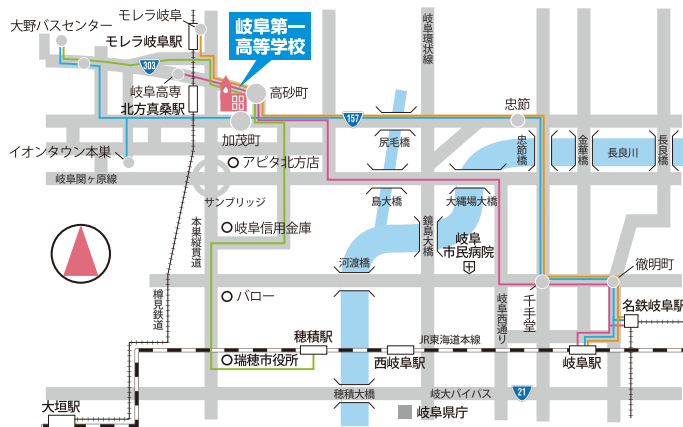 大野バスセンター
モレラ岐阜
モレラ岐阜駅
岐阜第一
高等学校
岐阜環状線
303
岐阜高専
高砂町
北方真桑駅
忠節
157
加茂町
尻毛橋
忠節橋
金華橋
長良川
長良橋
イオンタウン本巣
アピタ北方店
岐阜関ヶ原線
サンブリッジ
島大橋
大縄場大橋
本巣縦貫道
岐阜信用金庫
鏡島大橋
岐阜
市民病院
河渡橋
徹明町
樽見鉄道
バロー
岐阜西通り
千手堂
名鉄岐阜駅
穂積駅
JR東海道本線
瑞穂市役所
西岐阜駅
岐阜駅
穂積大橋
岐大バイパス
21
大垣駅
岐阜県庁